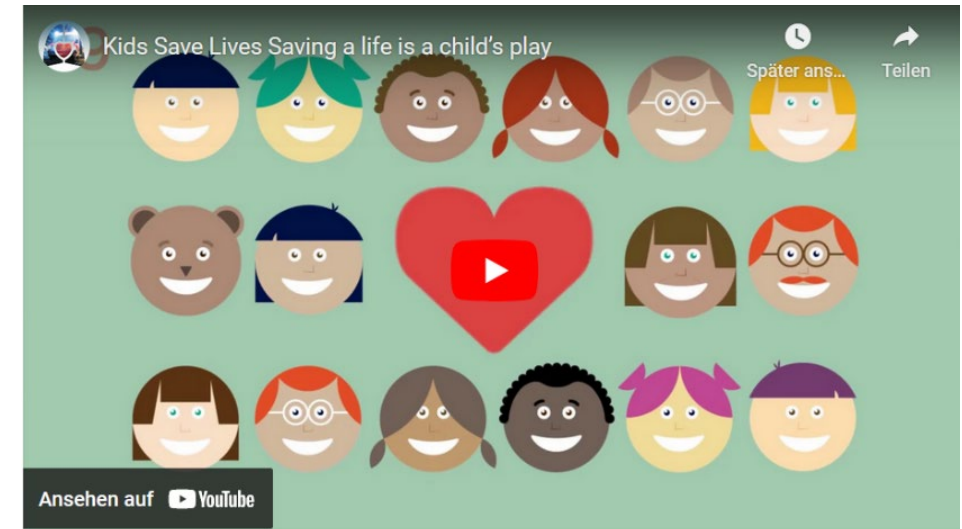 Kids Save Lives Saving a life is a child’s play
Später ans...
Teilen
Ansehen auf YouTube